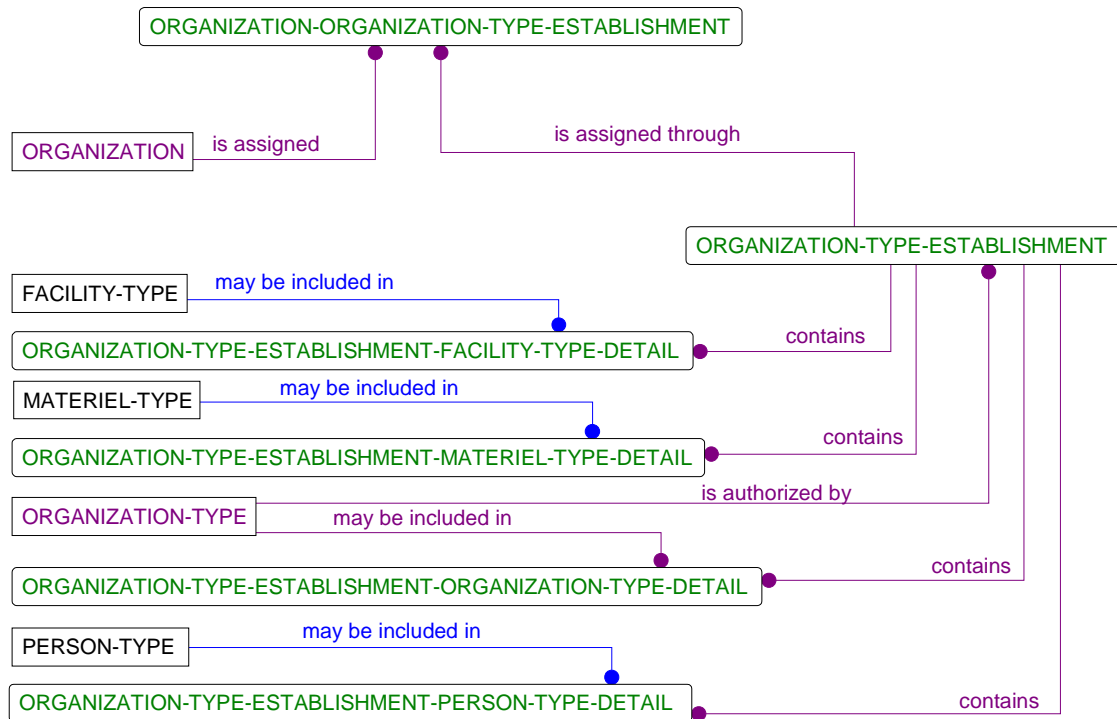 ORGANIZATION-ORGANIZATION-TYPE-ESTABLISHMENT
is assigned through
ORGANIZATION
is assigned
ORGANIZATION-TYPE-ESTABLISHMENT
may be included in
FACILITY-TYPE
contains
ORGANIZATION-TYPE-ESTABLISHMENT-FACILITY-TYPE-DETAIL
may be included in
MATERIEL-TYPE
contains
ORGANIZATION-TYPE-ESTABLISHMENT-MATERIEL-TYPE-DETAIL
is authorized by
ORGANIZATION-TYPE
may be included in
contains
ORGANIZATION-TYPE-ESTABLISHMENT-ORGANIZATION-TYPE-DETAIL
may be included in
PERSON-TYPE
ORGANIZATION-TYPE-ESTABLISHMENT-PERSON-TYPE-DETAIL
contains